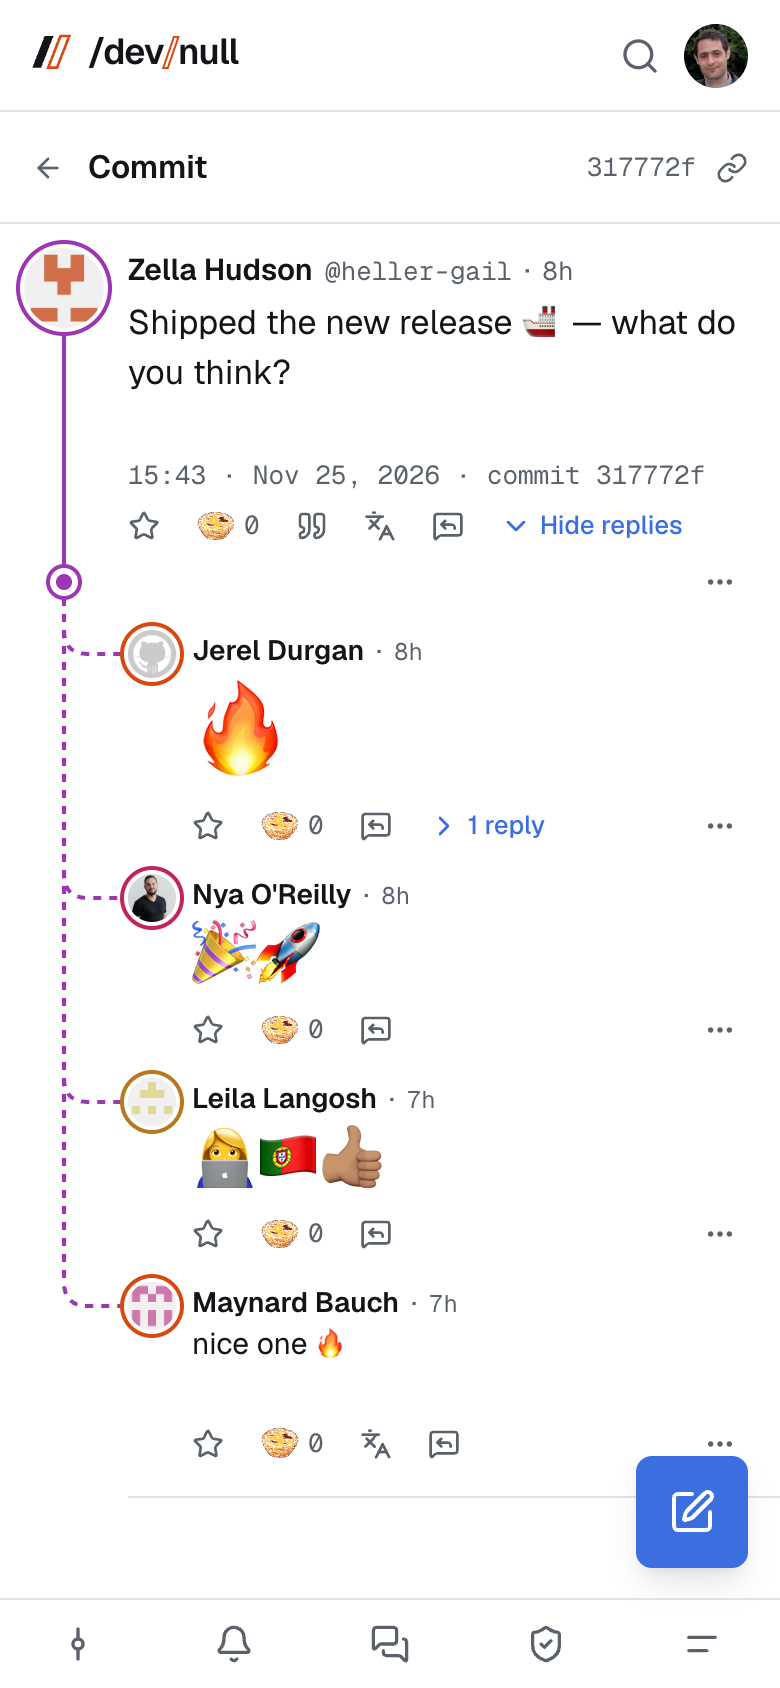 /dev/null
Commit
317772f
Zella Hudson @heller-gail · 8h
Shipped the new release 🚢 — what do
you think?
15:43 · Nov 25, 2026 · commit 317772f
0
Hide replies
Jerel Durgan · 8h
🔥
0
1 reply
Nya O'Reilly · 8h
🎉🚀
0
Leila Langosh · 7h
👩‍💻🇵🇹👍🏽
0
Maynard Bauch · 7h
nice one 🔥
0